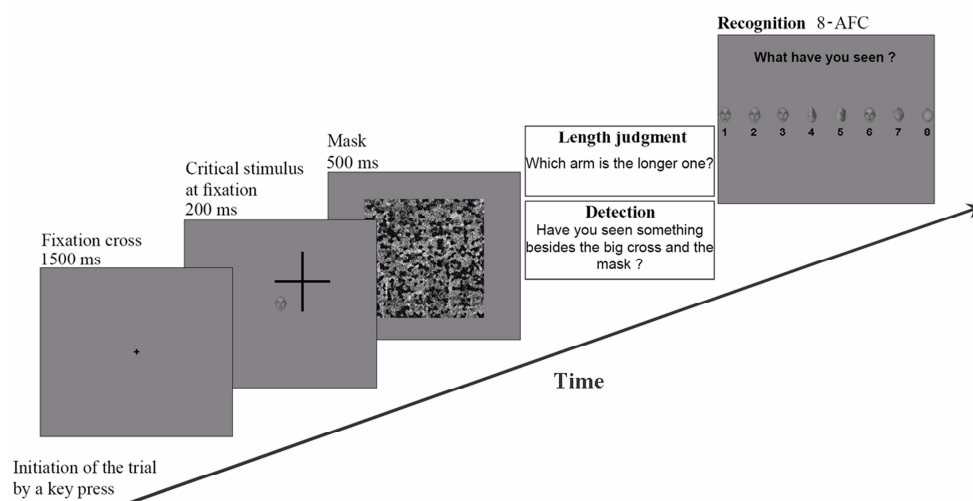 Initiation of the trial
by a key press
Fixation cross
1500 ms
Critical stimulus
at fixation
200 ms
Mask
500 ms
Length judgment
Which arm is the longer one?
Detection
Have you seen something
besides the big cross and the
mask ?
Recognition 8-AFC
What have you seen ?
1 2 3 4 5 6 7 8
Time